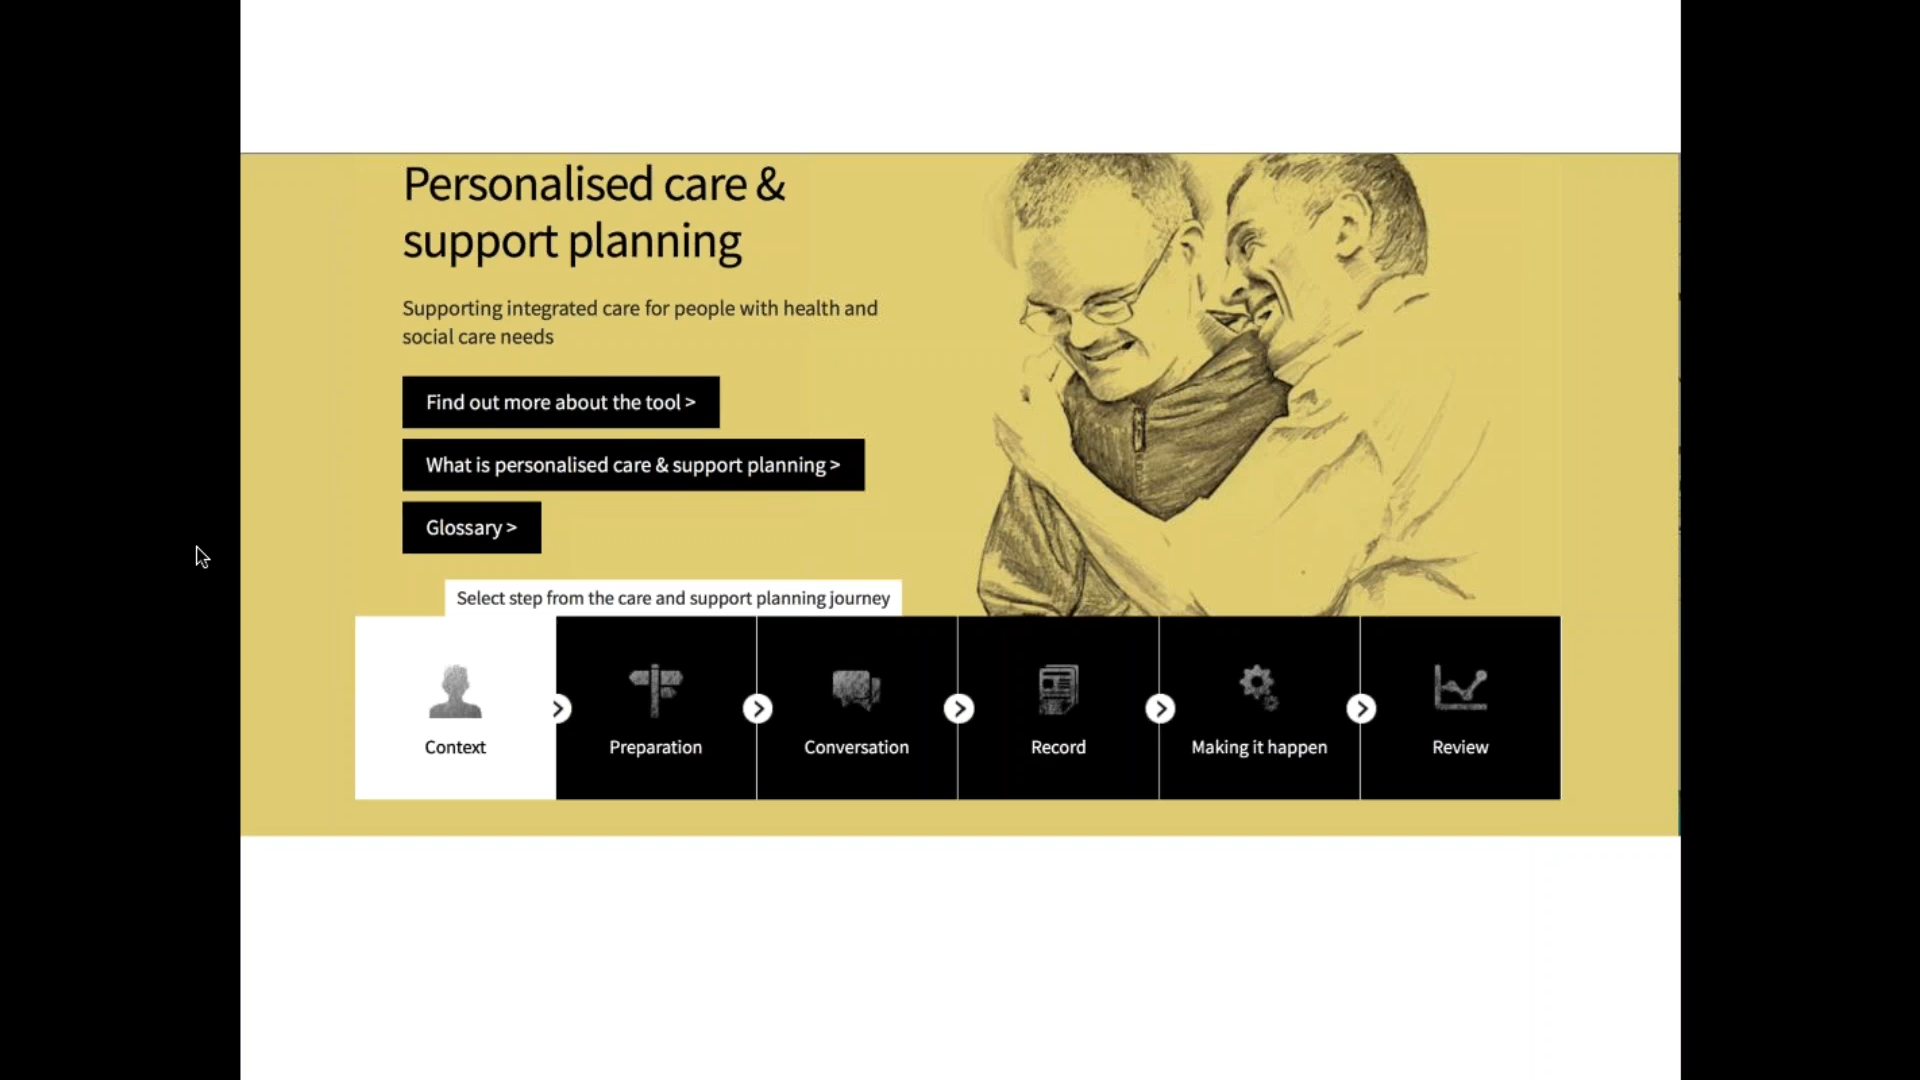 Personalised care &
support planning
Supporting integrated care for people with health and
social care needs
Find out more about the tool >
What is personalised care & support planning >
Glossary >
Select step from the care and support planning journey
Context
Preparation
Conversation
Record
Making it happen
Review